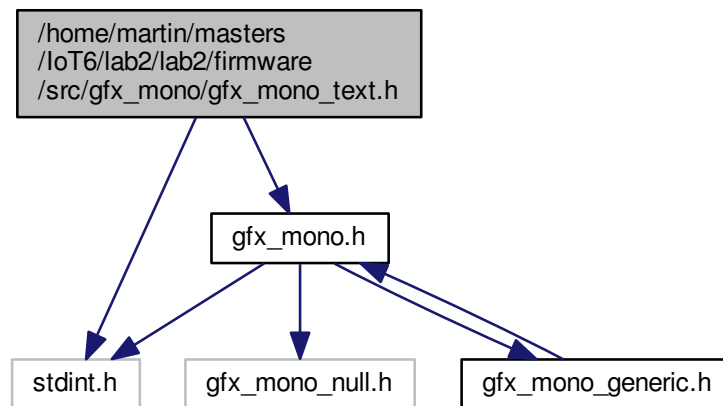 /home/martin/masters
/IoT6/lab2/lab2/firmware
/src/gfx_mono/gfx_mono_text.h
gfx_mono.h
stdint.h
gfx_mono_null.h
gfx_mono_generic.h